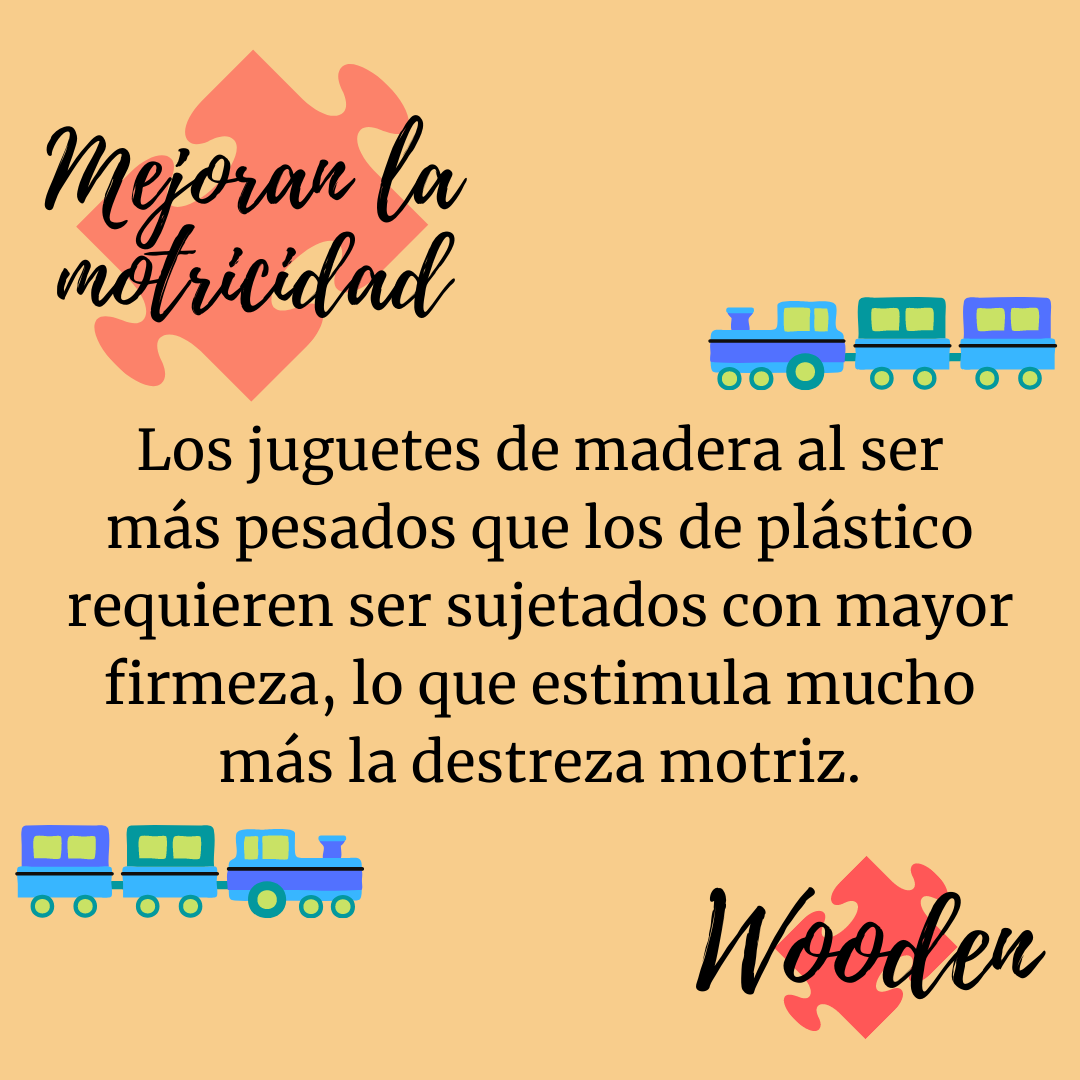 Mejoran la
motricidad
Los juguetes de madera al ser
más pesados que los de plástico
requieren ser sujetados con mayor
firmeza, lo que estimula mucho
más la destreza motriz.
Wooden